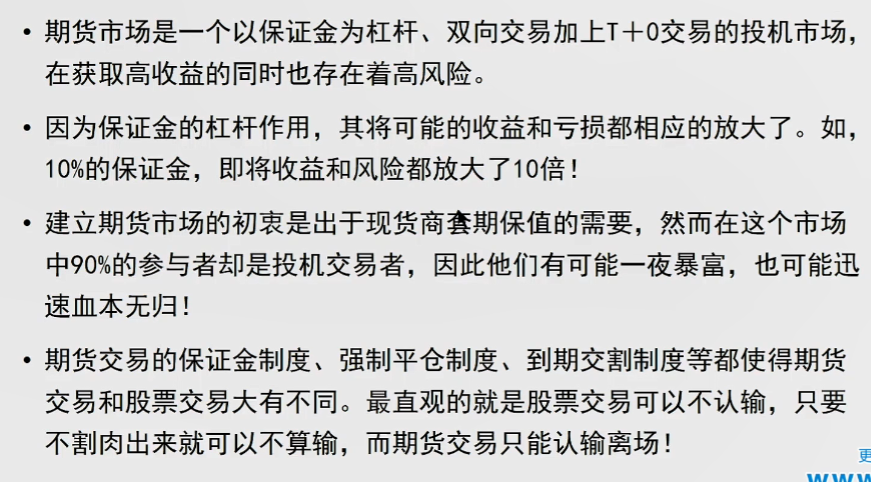 • 期货市场是一个以保证金为杠杆、双向交易加上T＋0交易的投机市场，
在获取高收益的同时也存在着高风险。
• 因为保证金的杠杆作用，其将可能的收益和亏损都相应的放大了。如，
10%的保证金，即将收益和风险都放大了10倍！
• 建立期货市场的初衷是出于现货商套期保值的需要，然而在这个市场
中90%的参与者却是投机交易者，因此他们有可能一夜暴富，也可能迅
速血本无归！
• 期货交易的保证金制度、强制平仓制度、到期交割制度等都使得期货
交易和股票交易大有不同。最直观的就是股票交易可以不认输，只要
不割肉出来就可以不算输，而期货交易只能认输离场！
更
www